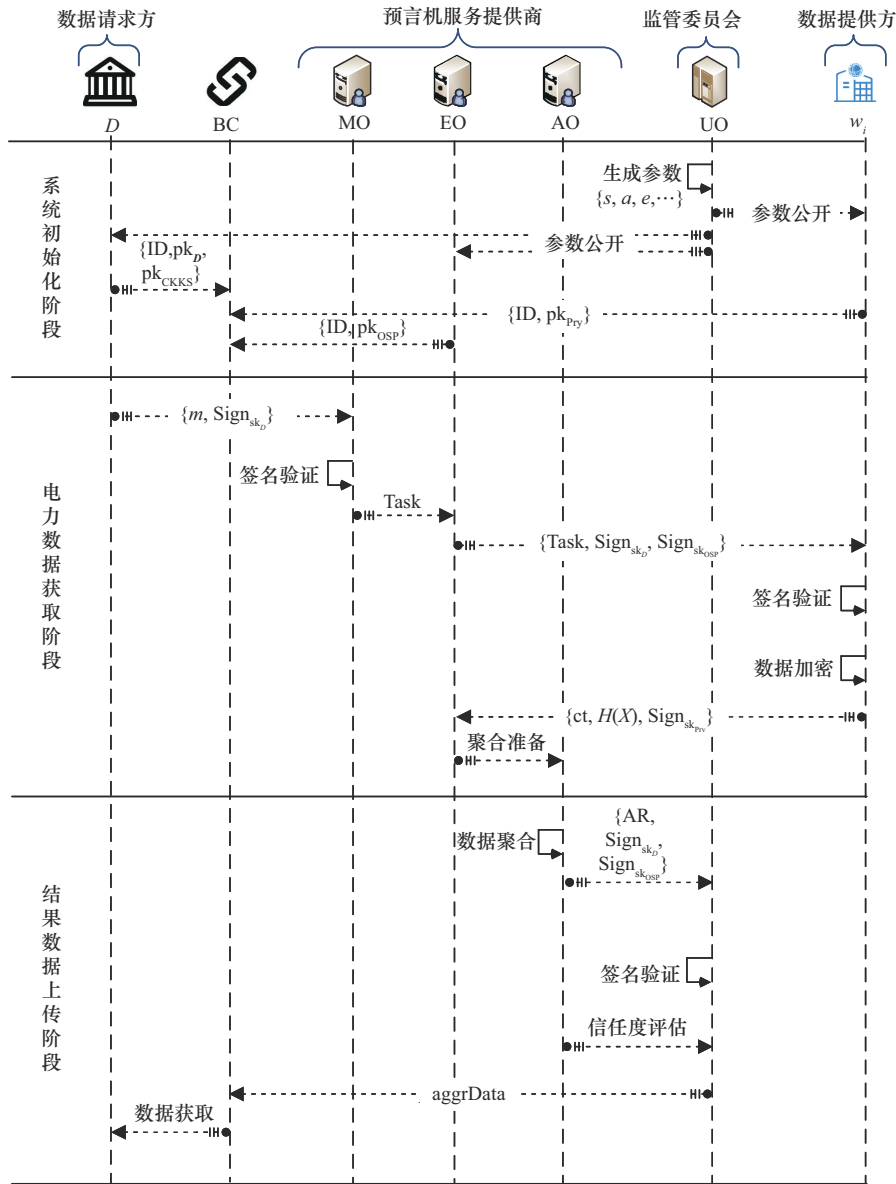 数据请求方 预言机服务提供商 监管委员会 数据提供方
D BC MO EO AO UO w_i
系统初始化阶段
生成参数
{s, a, e,⋯}
参数公开
参数公开
{ID,pk_D,
pk_CKKS}
{ID, pk_Pry}
{ID, pk_OSP}
电力数据获取阶段
{m, Sign_sk_D}
签名验证
Task
{Task, Sign_sk_D, Sign_sk_OSP}
签名验证
数据加密
{ct, H(X), Sign_sk_Prv}
聚合准备
结果数据上传阶段
{AR,
Sign_sk_D,
Sign_sk_OSP}
数据聚合
签名验证
信任度评估
aggrData
数据获取